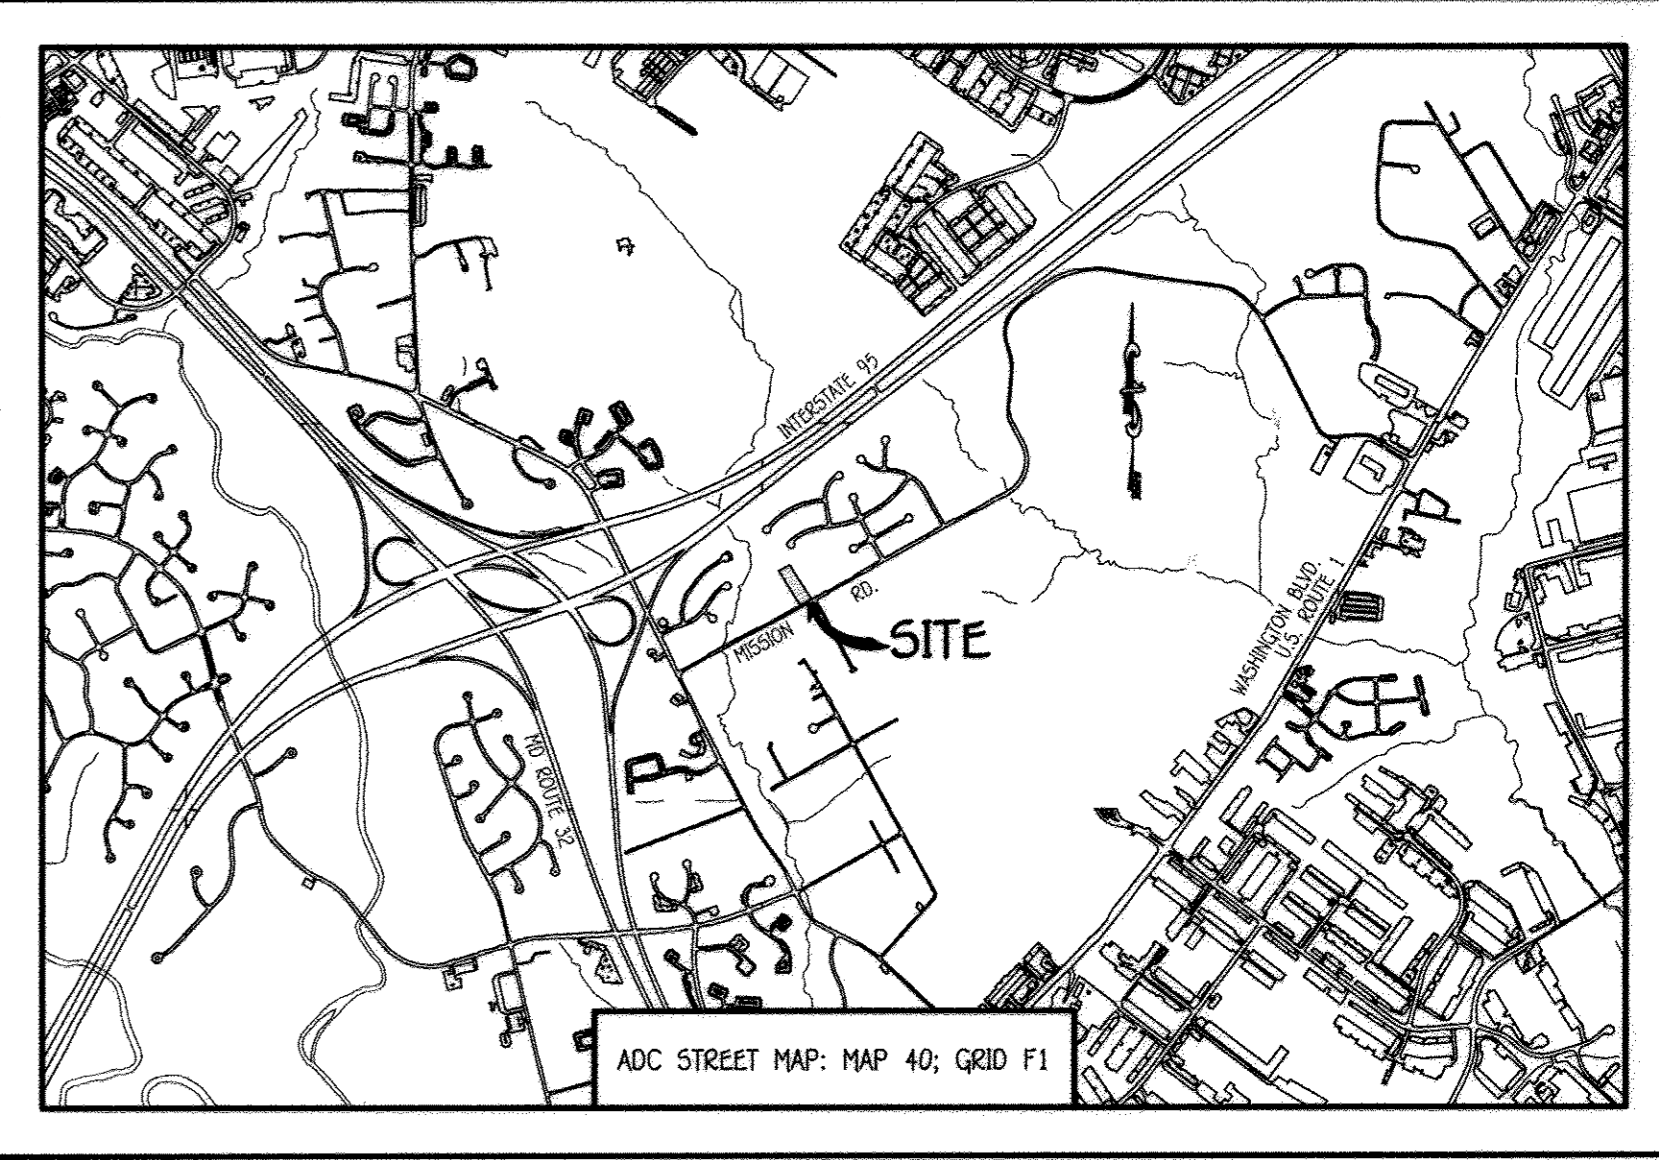 INTERSTATE 95
MISSION RD.
SITE
WASHINGTON BLVD.
U.S. ROUTE 1
MD ROUTE 32
ADC STREET MAP: MAP 40; GRID F1